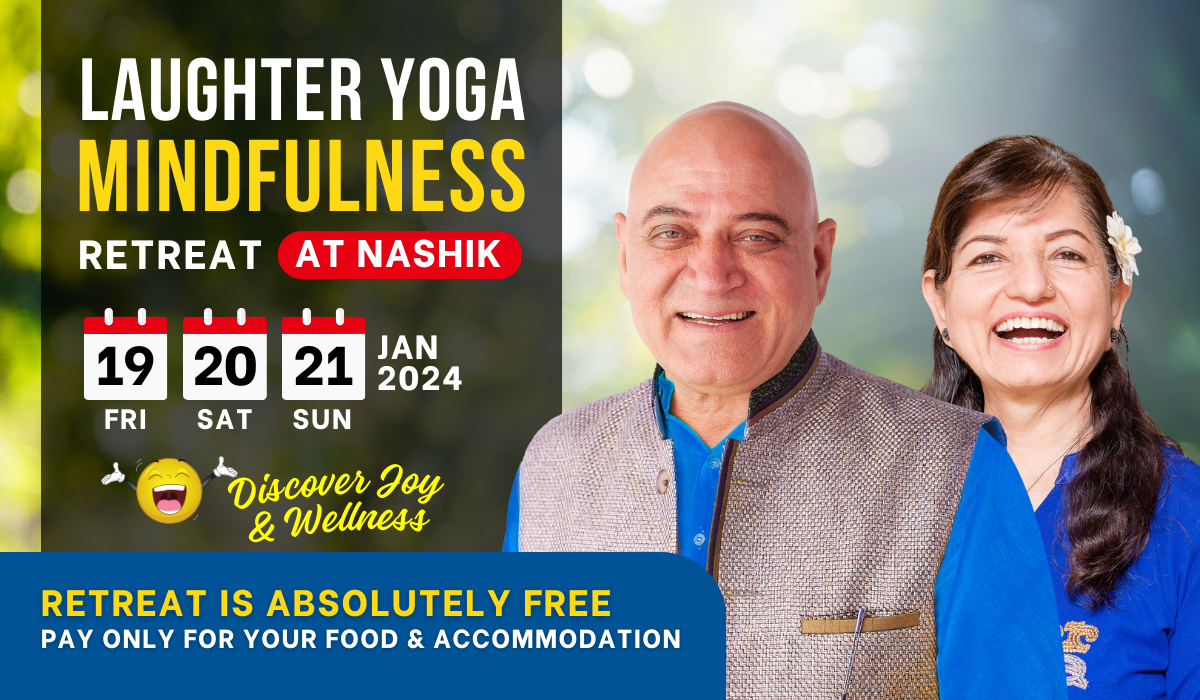 LAUGHTER YOGA
MINDFULNESS
RETREAT AT NASHIK
19 20 21 JAN
2024
FRI SAT SUN
Discover Joy
& Wellness
RETREAT IS ABSOLUTELY FREE
PAY ONLY FOR YOUR FOOD & ACCOMMODATION